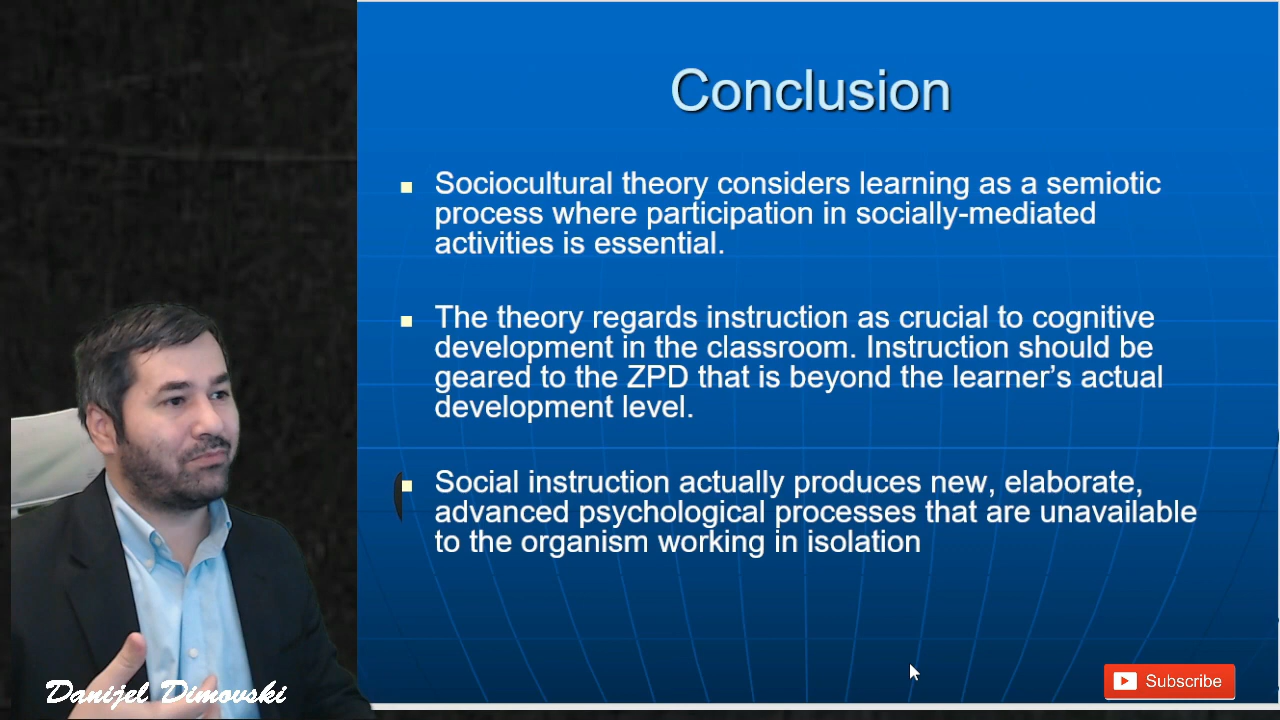 Conclusion
Sociocultural theory considers learning as a semiotic
process where participation in socially-mediated
activities is essential.
The theory regards instruction as crucial to cognitive
development in the classroom. Instruction should be
geared to the ZPD that is beyond the learner’s actual
development level.
Social instruction actually produces new, elaborate,
advanced psychological processes that are unavailable
to the organism working in isolation
Danijel Dimovski
Subscribe